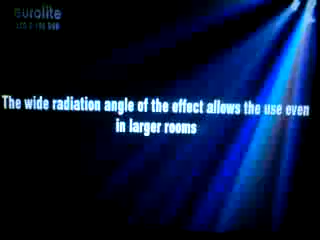 eurolite
The wide radiation angle of the effect allows the use even
in larger rooms